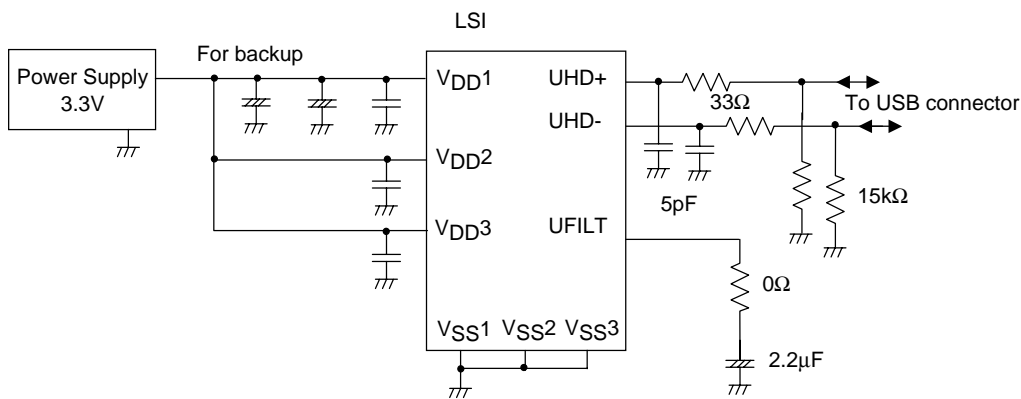 LSI
For backup
Power Supply
3.3V
VDD1
VDD2
VDD3
VSS1 VSS2 VSS3
UHD+
UHD-
UFILT
33Ω
To USB connector
5pF
15kΩ
0Ω
2.2μF